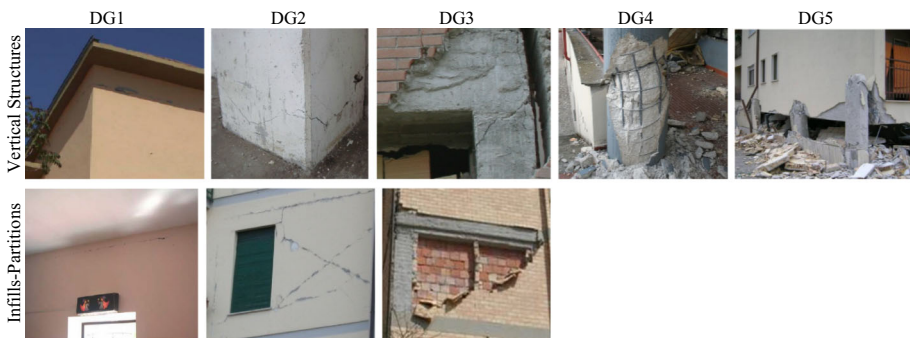 DG1 DG2 DG3 DG4 DG5
Vertical Structures
Infills-Partitions